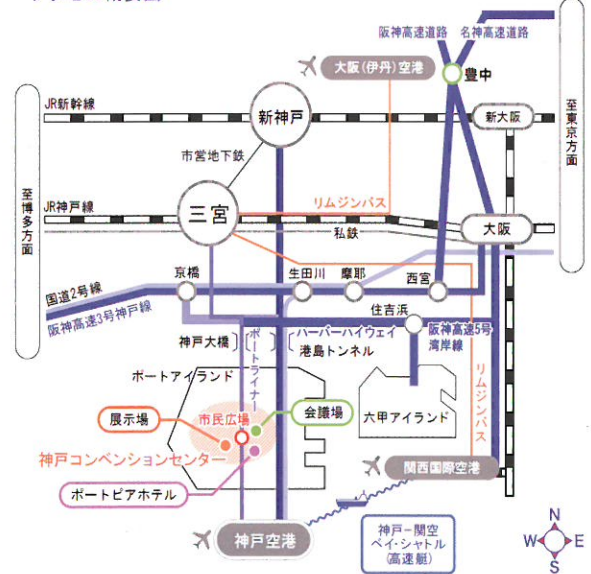 阪神高速道路
名神高速道路
大阪(伊丹)空港
豊中
JR新幹線
新神戸
新大阪
至東京方面
市営地下鉄
至博多方面
JR神戸線
三宮
リムジンバス
私鉄
大阪
京橋
生田川
摩耶
西宮
国道2号線
阪神高速3号神戸線
住吉浜
神戸大橋
ポートライナー
ハーバーハイウェイ
港島トンネル
阪神高速5号
湾岸線
ポートアイランド
リムジンバス
展示場
市民広場
会議場
六甲アイランド
神戸コンベンションセンター
ポートピアホテル
関西国際空港
神戸空港
神戸ー関空
ベイ・シャトル
(高速艇)
N
W
E
S